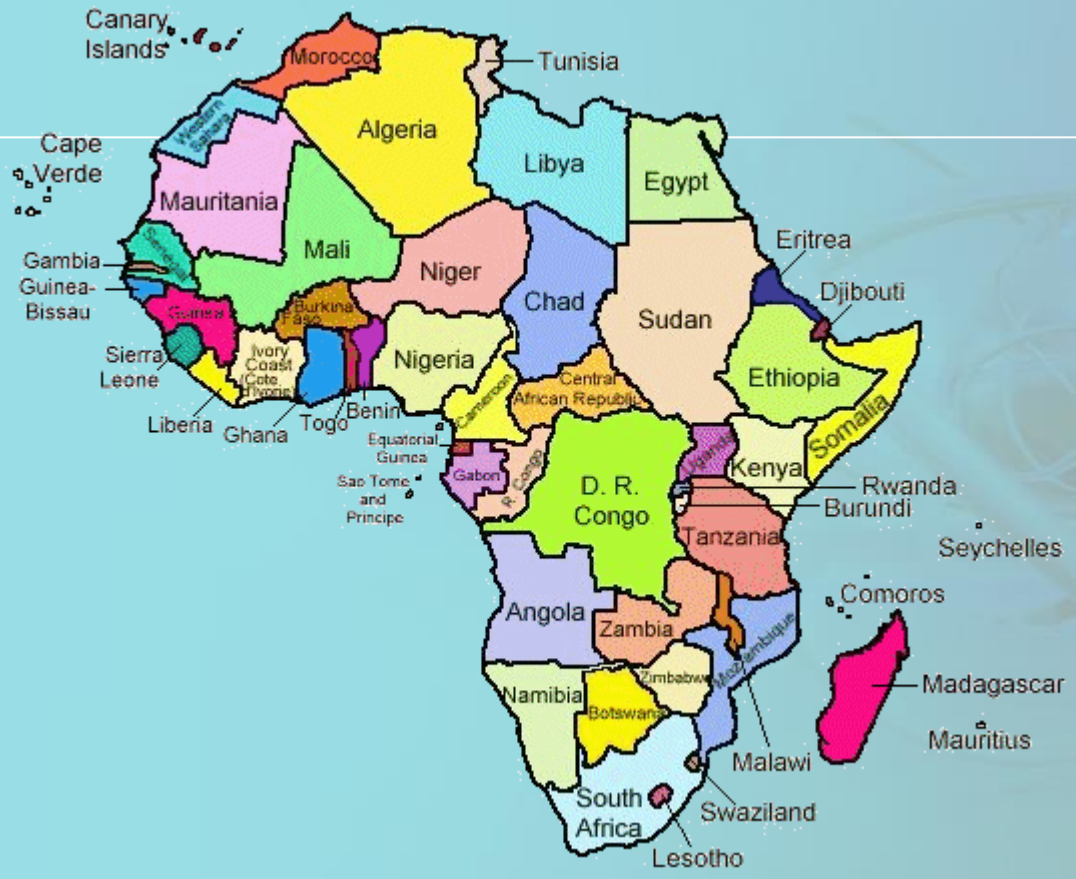 Canary
Islands
Morocco
Tunisia
Algeria
Western
Sahara
Libya
Egypt
Cape
Verde
Mauritania
Mali
Niger
Chad
Sudan
Eritrea
Djibouti
Senegal
Gambia
Guinea-
Bissau
Guinea
Burkina
Faso
Sierra
Leone
Ivory
Coast
(Cote
Nigeria
Ethiopia
Central
African Republic
Cameroon
Somalia
Liberia
Ghana
Togo
Benin
Equatorial
Guinea
Sao Tome
and
Principe
Gabon
R. Congo
D. R.
Congo
Uganda
Kenya
Rwanda
Burundi
Tanzania
Seychelles
Comoros
Angola
Zambia
Mozambique
Malawi
Zimbabwe
Namibia
Botswana
Madagascar
Mauritius
South
Africa
Swaziland
Lesotho